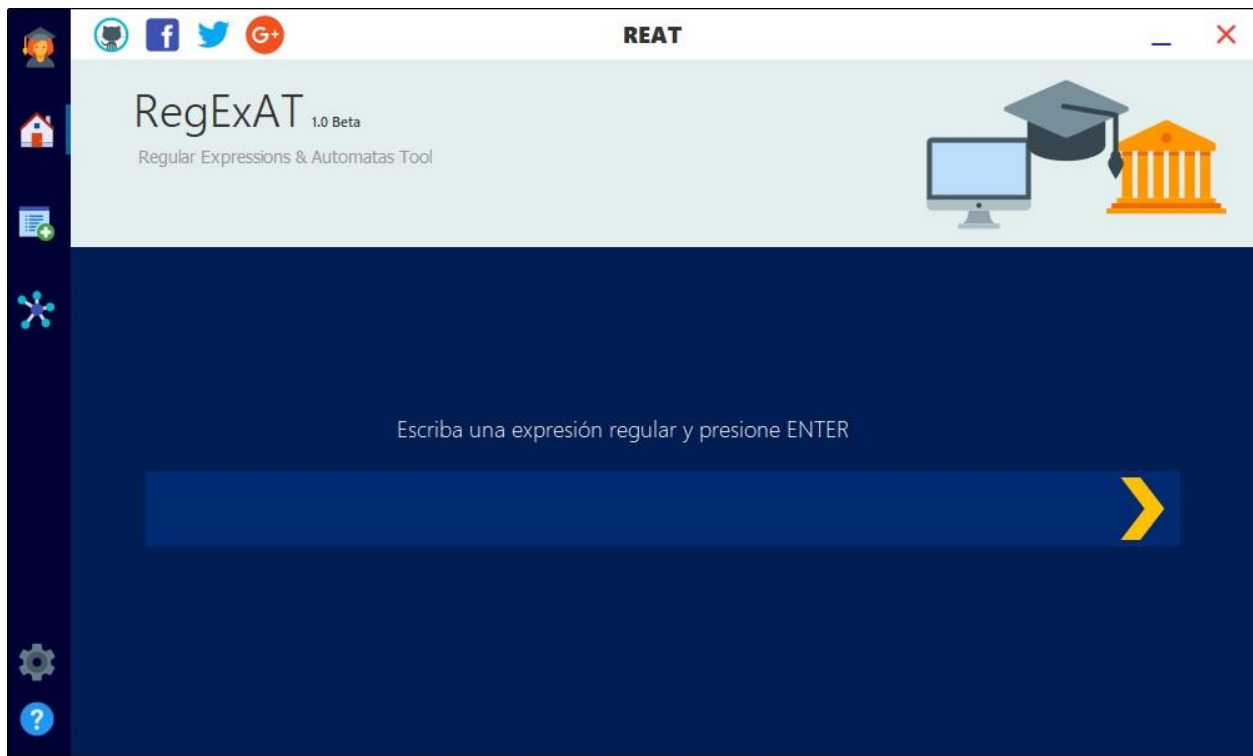 REAT
RegExAT 1.0 Beta
Regular Expressions & Automatas Tool
Escriba una expresión regular y presione ENTER